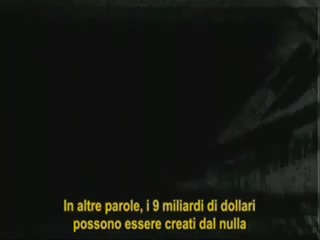 In altre parole, i 9 miliardi di dollari
possono essere creati dal nulla